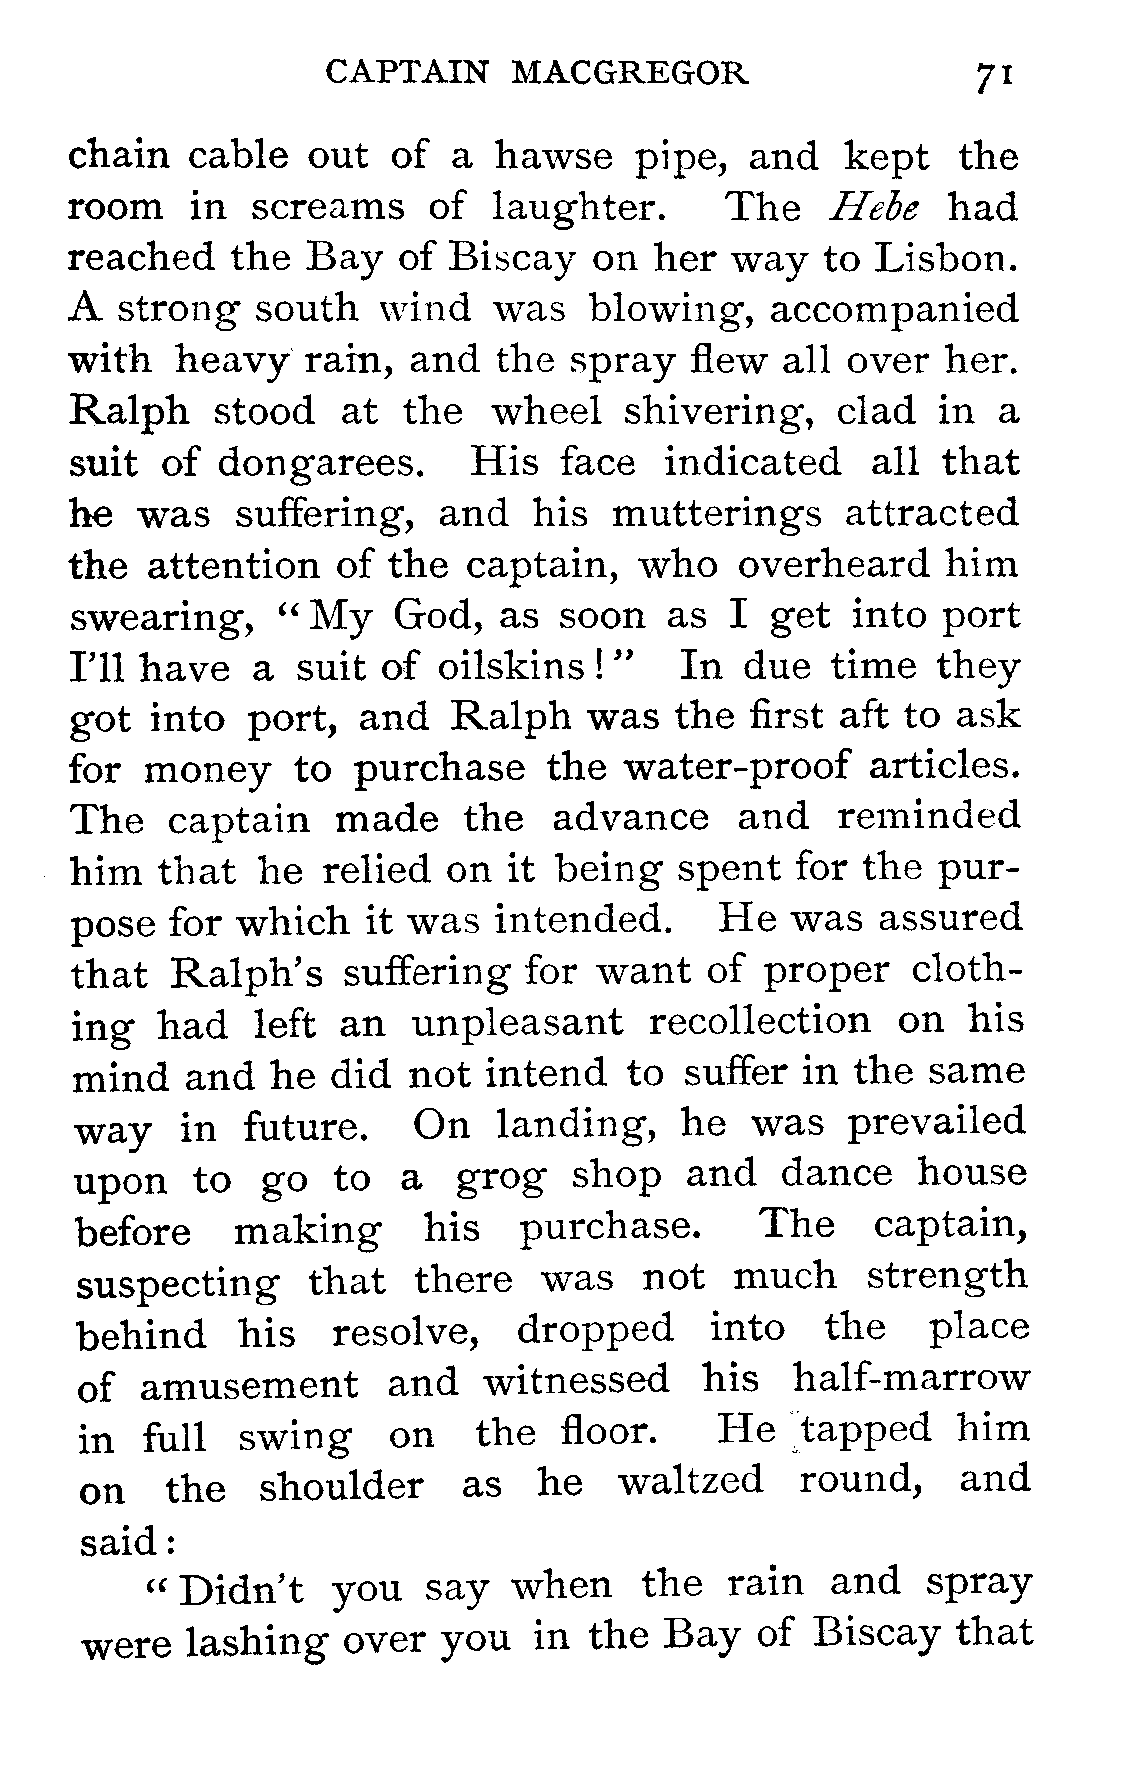 CAPTAIN MACGREGOR 71
chain cable out of a hawse pipe, and kept the
room in screams of laughter. The Hebe had
reached the Bay of Biscay on her way to Lisbon.
A strong south wind was blowing, accompanied
with heavy rain, and the spray flew all over her.
Ralph stood at the wheel shivering, clad in a
suit of dongarees. His face indicated all that
he was suffering, and his mutterings attracted
the attention of the captain, who overheard him
swearing, “My God, as soon as I get into port
I’ll have a suit of oilskins!” In due time they
got into port, and Ralph was the first aft to ask
for money to purchase the water-proof articles.
The captain made the advance and reminded
him that he relied on it being spent for the pur-
pose for which it was intended. He was assured
that Ralph’s suffering for want of proper cloth-
ing had left an unpleasant recollection on his
mind and he did not intend to suffer in the same
way in future. On landing, he was prevailed
upon to go to a grog shop and dance house
before making his purchase. The captain,
suspecting that there was not much strength
behind his resolve, dropped into the place
of amusement and witnessed his half-marrow
in full swing on the floor. He tapped him
on the shoulder as he waltzed round, and
said:
“Didn’t you say when the rain and spray
were lashing over you in the Bay of Biscay that